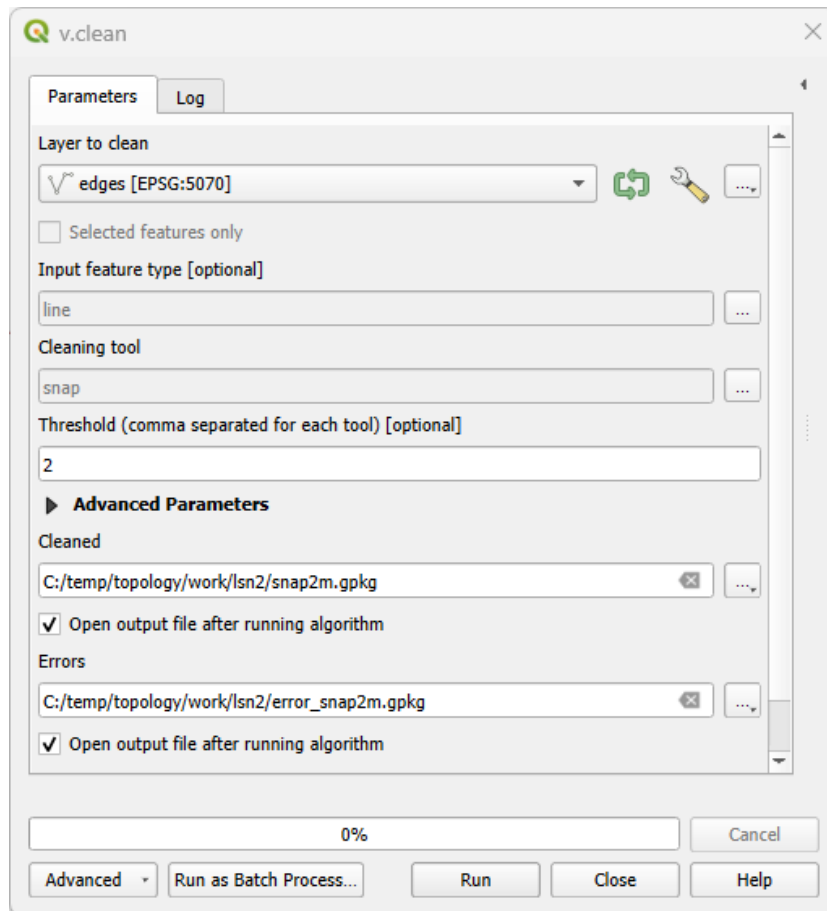 v.clean
Parameters Log
Layer to clean
edges [EPSG:5070]
...
Selected features only
Input feature type [optional]
line
...
Cleaning tool
snap
...
Threshold (comma separated for each tool) [optional]
2
Advanced Parameters
Cleaned
C:/temp/topology/work/lsn2/snap2m.gpkg
...
Open output file after running algorithm
Errors
C:/temp/topology/work/lsn2/error_snap2m.gpkg
...
Open output file after running algorithm
0% Cancel
Advanced Run as Batch Process... Run Close Help